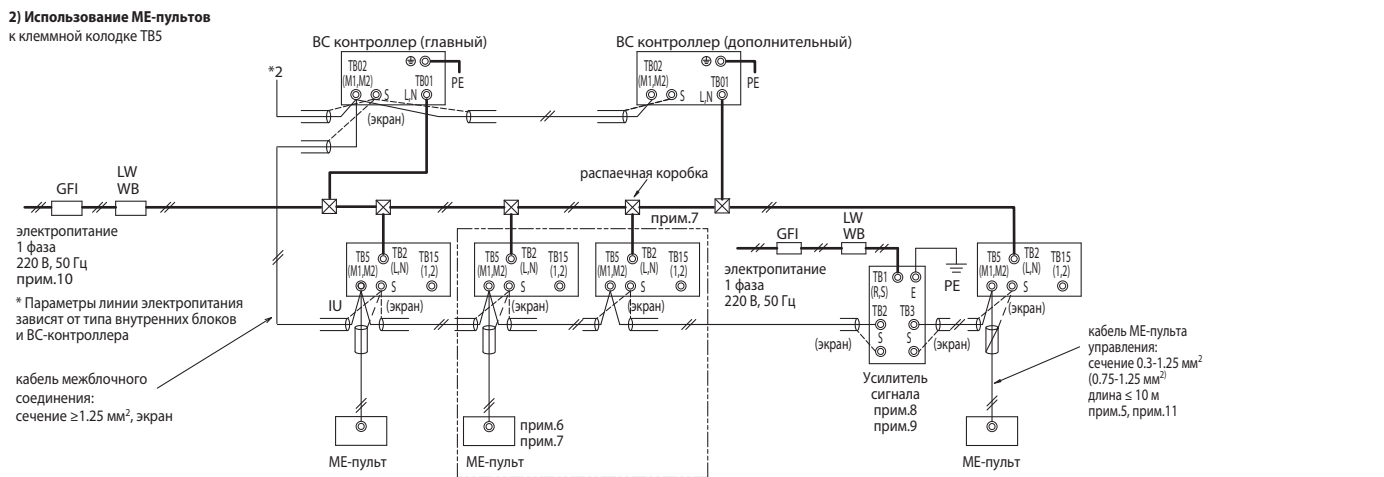 2) Использование МЕ-пультов
к клеммной колодке TB5
BC контроллер (главный)
BC контроллер (дополнительный)
*2
TB02
(M1,M2)
S
TB01
L,N
PE
(экран)
TB02
(M1,M2)
S
TB01
L,N
PE
распаечная коробка
GFI
LW
WB
прим.7
электропитание
1 фаза
220 В, 50 Гц
прим.10
* Параметры линии электропитания
зависят от типа внутренних блоков
и BC-контроллера
кабель межблочного
соединения:
сечение ≥1.25 мм², экран
IU
TB5
(M1,M2)
S
TB2
(L,N)
TB15
(1,2)
(экран)
TB5
(M1,M2)
S
TB2
(L,N)
TB15
(1,2)
(экран)
TB5
(M1,M2)
S
TB2
(L,N)
TB15
(1,2)
(экран)
GFI
LW
WB
электропитание
1 фаза
220 В, 50 Гц
TB1
(R,S)
E
PE
TB2
TB3
S
S
(экран)
(экран)
Усилитель
сигнала
прим.8
прим.9
TB5
(M1,M2)
S
TB2
(L,N)
TB15
(1,2)
(экран)
кабель МЕ-пульта
управления:
сечение 0.3-1.25 мм²
(0.75-1.25 мм²⁾
длина ≤ 10 м
прим.5, прим.11
МЕ-пульт
прим.6
прим.7
МЕ-пульт
МЕ-пульт